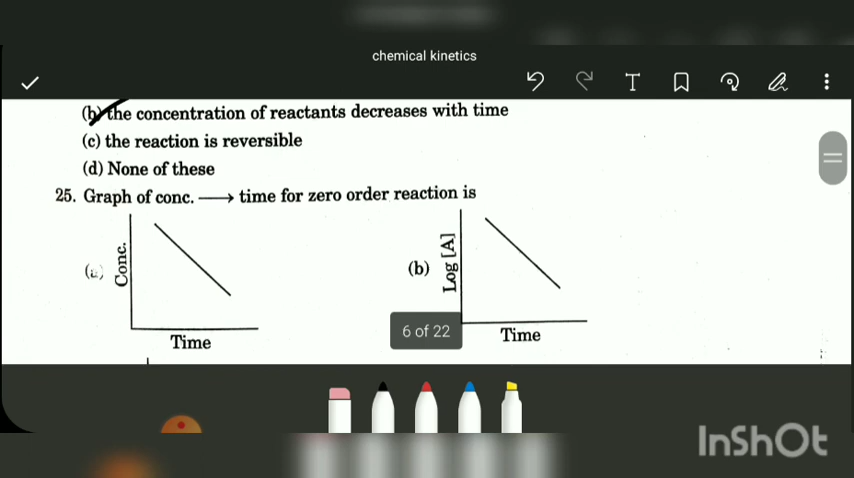 chemical kinetics
T
(b) the concentration of reactants decreases with time
(c) the reaction is reversible
(d) None of these
25. Graph of conc. ⟶ time for zero order reaction is
(a) Conc.
Time
(b) Log [A]
Time
6 of 22
InShOt